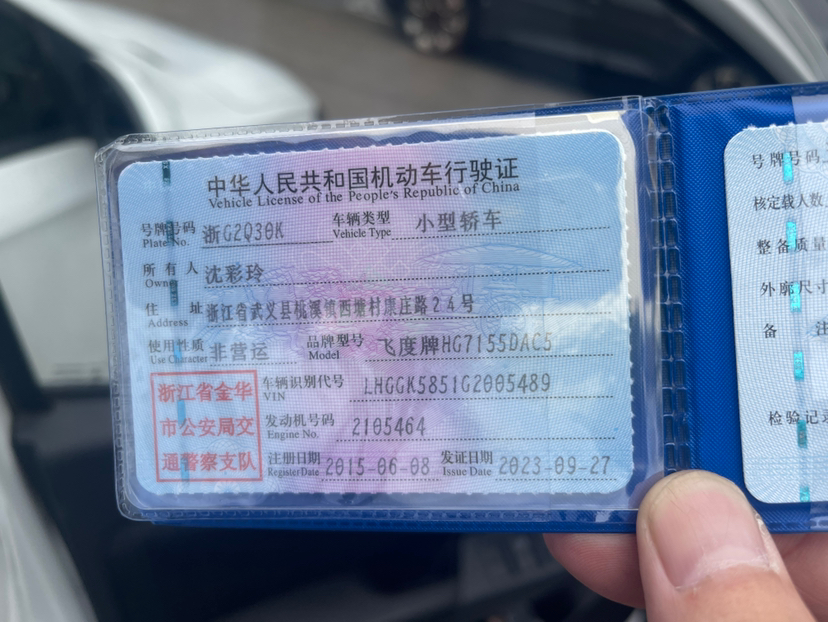 中华人民共和国机动车行驶证
Vehicle License of the People's Republic of China
号牌号码 浙G2Q30K 车辆类型 小型轿车
Plate No. Vehicle Type
所有人 沈彩玲
Owner
住址 浙江省武义县桃溪镇西塘村康庄路24号
Address
使用性质 非营运 品牌型号 飞度牌HG7155DAC5
Use Character Model
浙江省金华
市公安局交
通警察支队
车辆识别代号 LHGGK5851G2005489
VIN
发动机号码 2105464
Engine No.
注册日期 2015-06-08 发证日期 2023-09-27
Register Date Issue Date
号牌号码
核定载人数
整备质量
外廓尺寸
备 注
检验记录